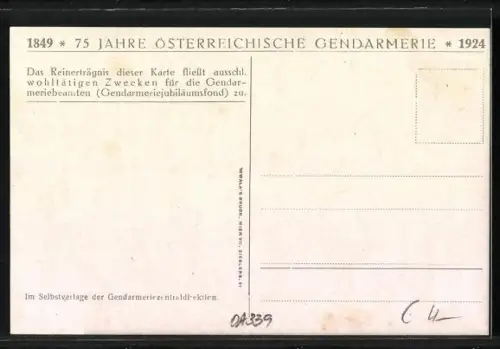 1849 * 75 JAHRE ÖSTERREICHISCHE GENDARMERIE * 1924
Das Reinerträgnis dieser Karte fließt ausschl.
wohltätigen Zwecken für die Gendar-
meriebeamten (Gendarmeriejubiläumsfond) zu.
Im Selbstverlage der Gendarmeriezentraldirektion.
OA339